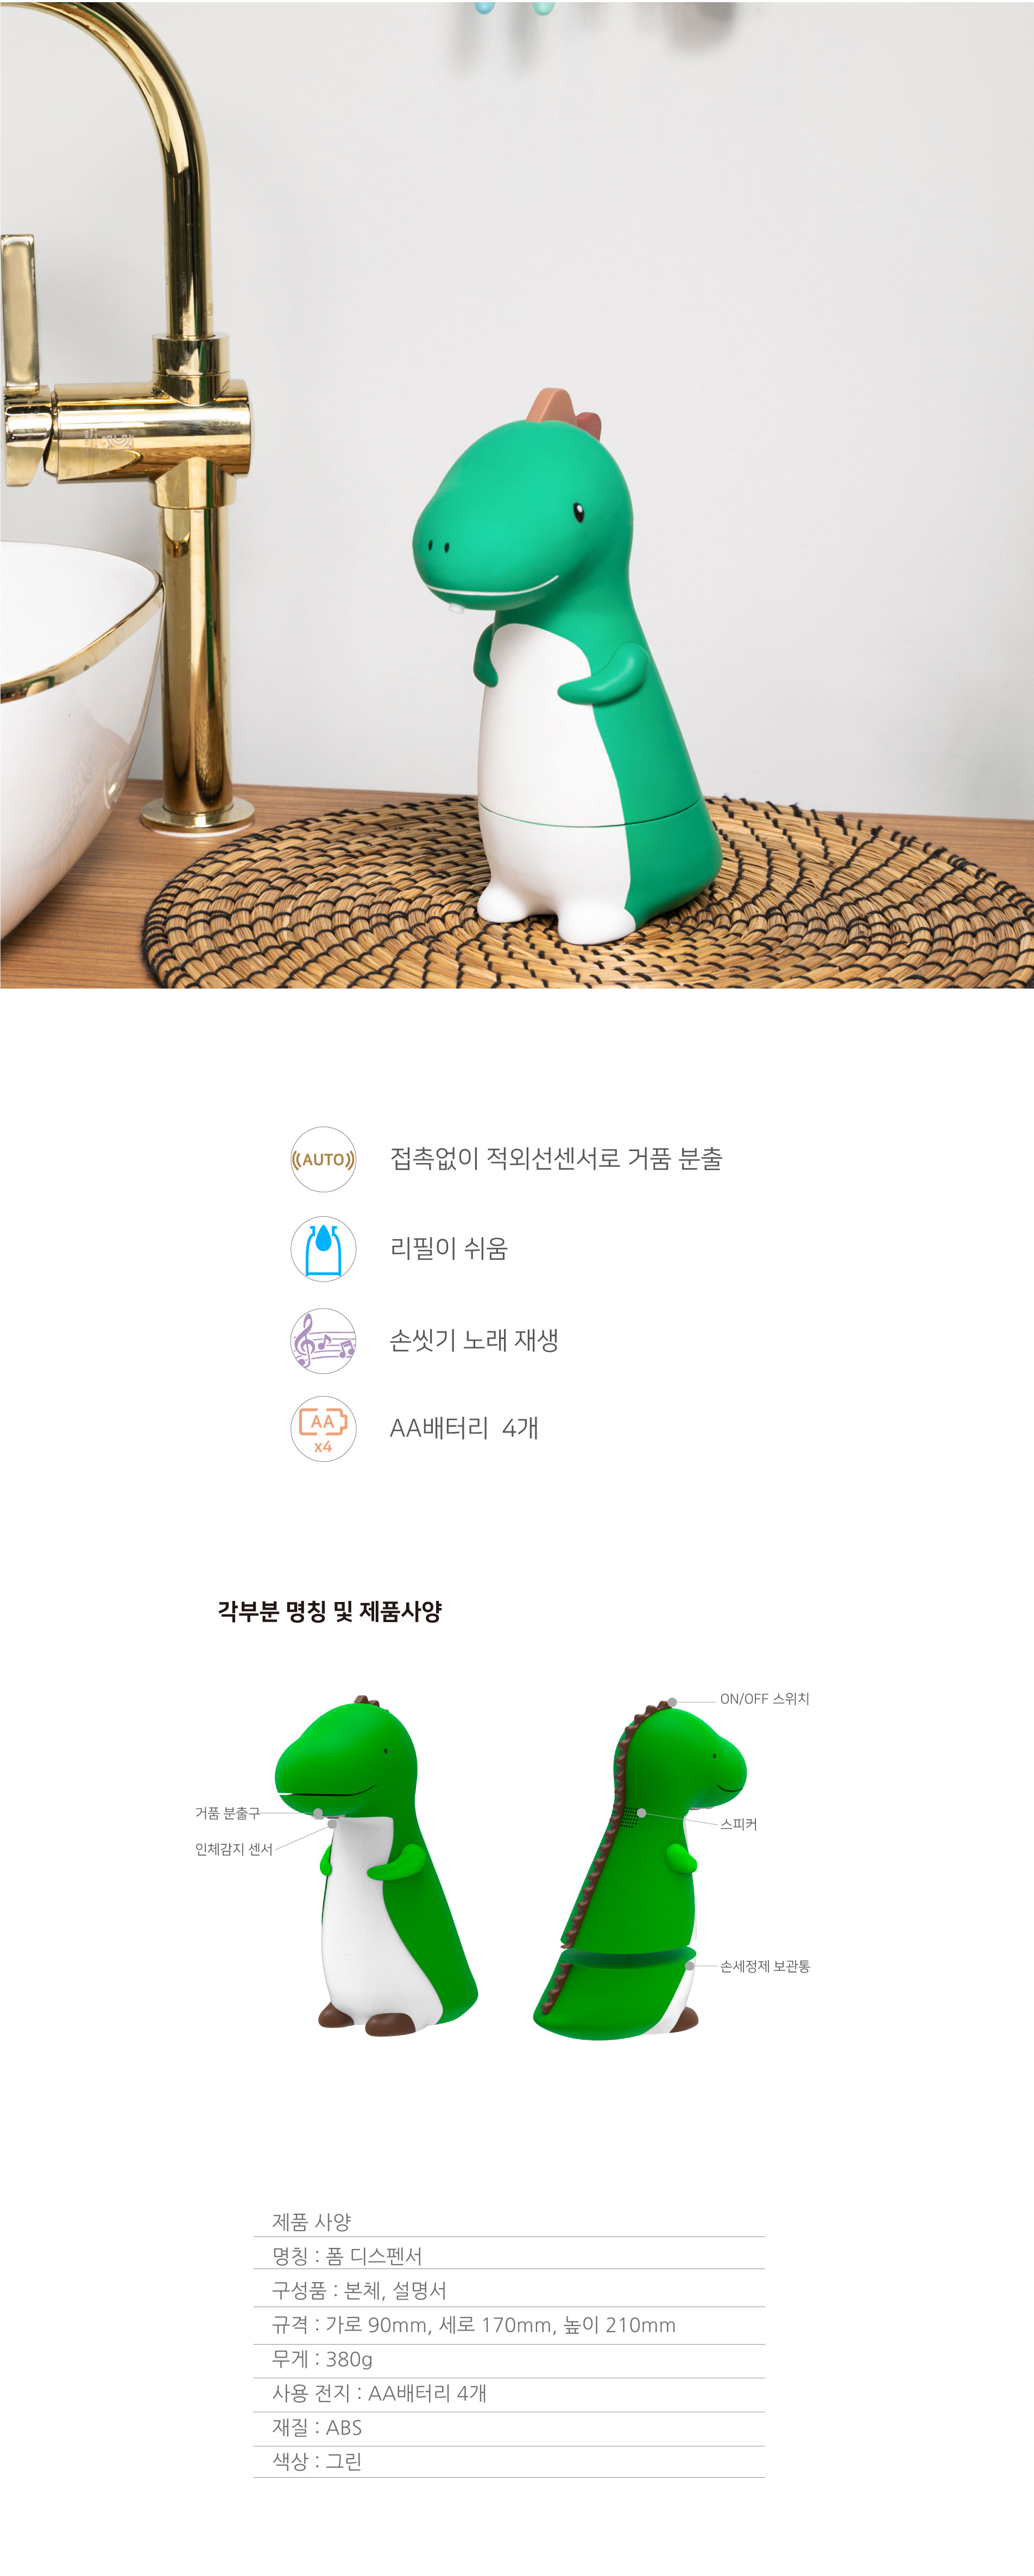 ((AUTO))
접촉없이 적외선센서로 거품 분출
리필이 쉬움
손씻기 노래 재생
AA
x4
AA배터리 4개
각부분 명칭 및 제품사양
ON/OFF 스위치
거품 분출구
스피커
인체감지 센서
손세정제 보관통
제품 사양
명칭 : 폼 디스펜서
구성품 : 본체, 설명서
규격 : 가로 90mm, 세로 170mm, 높이 210mm
무게 : 380g
사용 전지 : AA배터리 4개
재질 : ABS
색상 : 그린